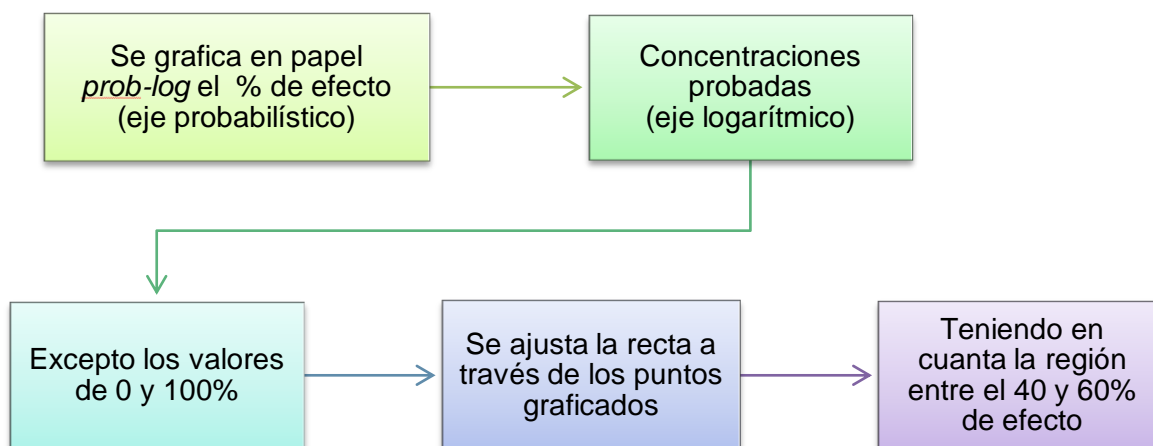 Se grafica en papel
prob-log el % de efecto
(eje probabilístico)
Concentraciones
probadas
(eje logarítmico)
Excepto los valores
de 0 y 100%
Se ajusta la recta a
través de los puntos
graficados
Teniendo en
cuanta la región
entre el 40 y 60%
de efecto